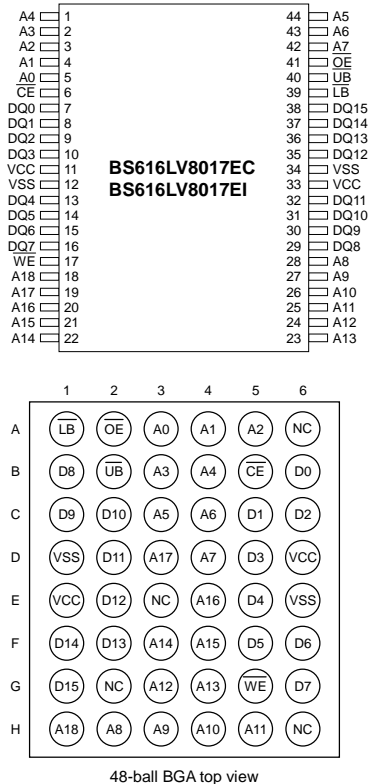 A4 1 44 A5
A3 2 43 A6
A2 3 42 A7
A1 4 41 OE
A0 5 40 UB
CE 6 39 LB
DQ0 7 38 DQ15
DQ1 8 37 DQ14
DQ2 9 36 DQ13
DQ3 10 35 DQ12
VCC 11 BS616LV8017EC 34 VSS
VSS 12 BS616LV8017EI 33 VCC
DQ4 13 32 DQ11
DQ5 14 31 DQ10
DQ6 15 30 DQ9
DQ7 16 29 DQ8
WE 17 28 A8
A18 18 27 A9
A17 19 26 A10
A16 20 25 A11
A15 21 24 A12
A14 22 23 A13
1 2 3 4 5 6
A LB OE A0 A1 A2 NC
B D8 UB A3 A4 CE D0
C D9 D10 A5 A6 D1 D2
D VSS D11 A17 A7 D3 VCC
E VCC D12 NC A16 D4 VSS
F D14 D13 A14 A15 D5 D6
G D15 NC A12 A13 WE D7
H A18 A8 A9 A10 A11 NC
48-ball BGA top view